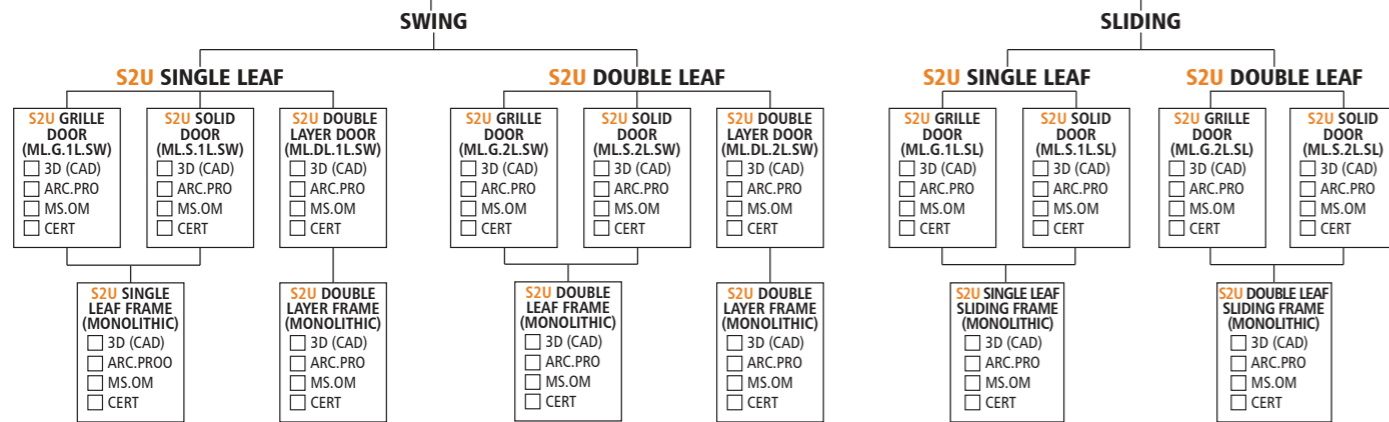 SWING
SLIDING
S2U SINGLE LEAF
S2U DOUBLE LEAF
S2U SINGLE LEAF
S2U DOUBLE LEAF
S2U GRILLE
DOOR
(ML.G.1L.SW)
3D (CAD)
ARC.PRO
MS.OM
CERT
S2U SOLID
DOOR
(ML.S.1L.SW)
3D (CAD)
ARC.PRO
MS.OM
CERT
S2U DOUBLE
LAYER DOOR
(ML.DL.1L.SW)
3D (CAD)
ARC.PRO
MS.OM
CERT
S2U GRILLE
DOOR
(ML.G.2L.SW)
3D (CAD)
ARC.PRO
MS.OM
CERT
S2U SOLID
DOOR
(ML.S.2L.SW)
3D (CAD)
ARC.PRO
MS.OM
CERT
S2U DOUBLE
LAYER DOOR
(ML.DL.2L.SW)
3D (CAD)
ARC.PRO
MS.OM
CERT
S2U GRILLE
DOOR
(ML.G.1L.SL)
3D (CAD)
ARC.PRO
MS.OM
CERT
S2U SOLID
DOOR
(ML.S.1L.SL)
3D (CAD)
ARC.PRO
MS.OM
CERT
S2U GRILLE
DOOR
(ML.G.2L.SL)
3D (CAD)
ARC.PRO
MS.OM
CERT
S2U SOLID
DOOR
(ML.S.2L.SL)
3D (CAD)
ARC.PRO
MS.OM
CERT
S2U SINGLE
LEAF FRAME
(MONOLITHIC)
3D (CAD)
ARC.PROO
MS.OM
CERT
S2U DOUBLE
LAYER FRAME
(MONOLITHIC)
3D (CAD)
ARC.PRO
MS.OM
CERT
S2U DOUBLE
LEAF FRAME
(MONOLITHIC)
3D (CAD)
ARC.PRO
MS.OM
CERT
S2U DOUBLE
LAYER FRAME
(MONOLITHIC)
3D (CAD)
ARC.PRO
MS.OM
CERT
S2U SINGLE LEAF
SLIDING FRAME
(MONOLITHIC)
3D (CAD)
ARC.PRO
MS.OM
CERT
S2U DOUBLE LEAF
SLIDING FRAME
(MONOLITHIC)
3D (CAD)
ARC.PRO
MS.OM
CERT